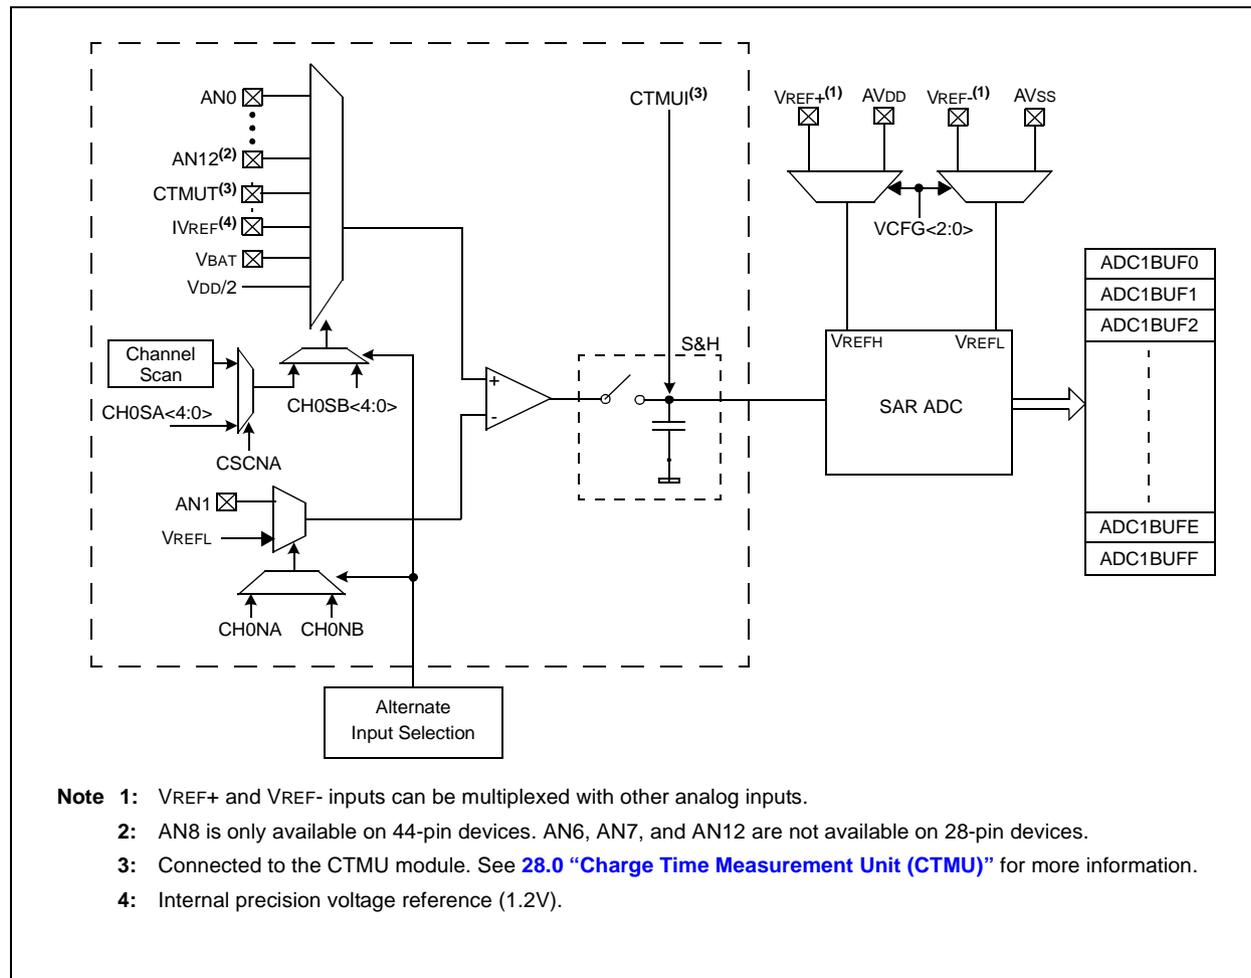 AN0
AN12(2)
CTMUT(3)
IVREF(4)
VBAT
VDD/2
CTMUI(3)
VREF+(1)
AVDD
VREF-(1)
AVSS
VCFG<2:0>
Channel
Scan
CH0SA<4:0>
CH0SB<4:0>
CSCNA
+
-
S&H
VREFH
VREFL
SAR ADC
ADC1BUF0
ADC1BUF1
ADC1BUF2
ADC1BUFE
ADC1BUFF
AN1
VREFL
CH0NA
CH0NB
Alternate
Input Selection
Note 1: VREF+ and VREF- inputs can be multiplexed with other analog inputs.
2: AN8 is only available on 44-pin devices. AN6, AN7, and AN12 are not available on 28-pin devices.
3: Connected to the CTMU module. See 28.0 “Charge Time Measurement Unit (CTMU)” for more information.
4: Internal precision voltage reference (1.2V).